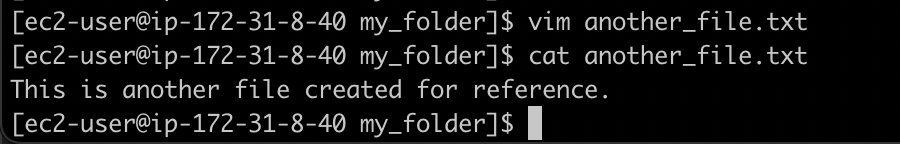 [ec2-user@ip-172-31-8-40 my_folder]$ vim another_file.txt
[ec2-user@ip-172-31-8-40 my_folder]$ cat another_file.txt
This is another file created for reference.
[ec2-user@ip-172-31-8-40 my_folder]$